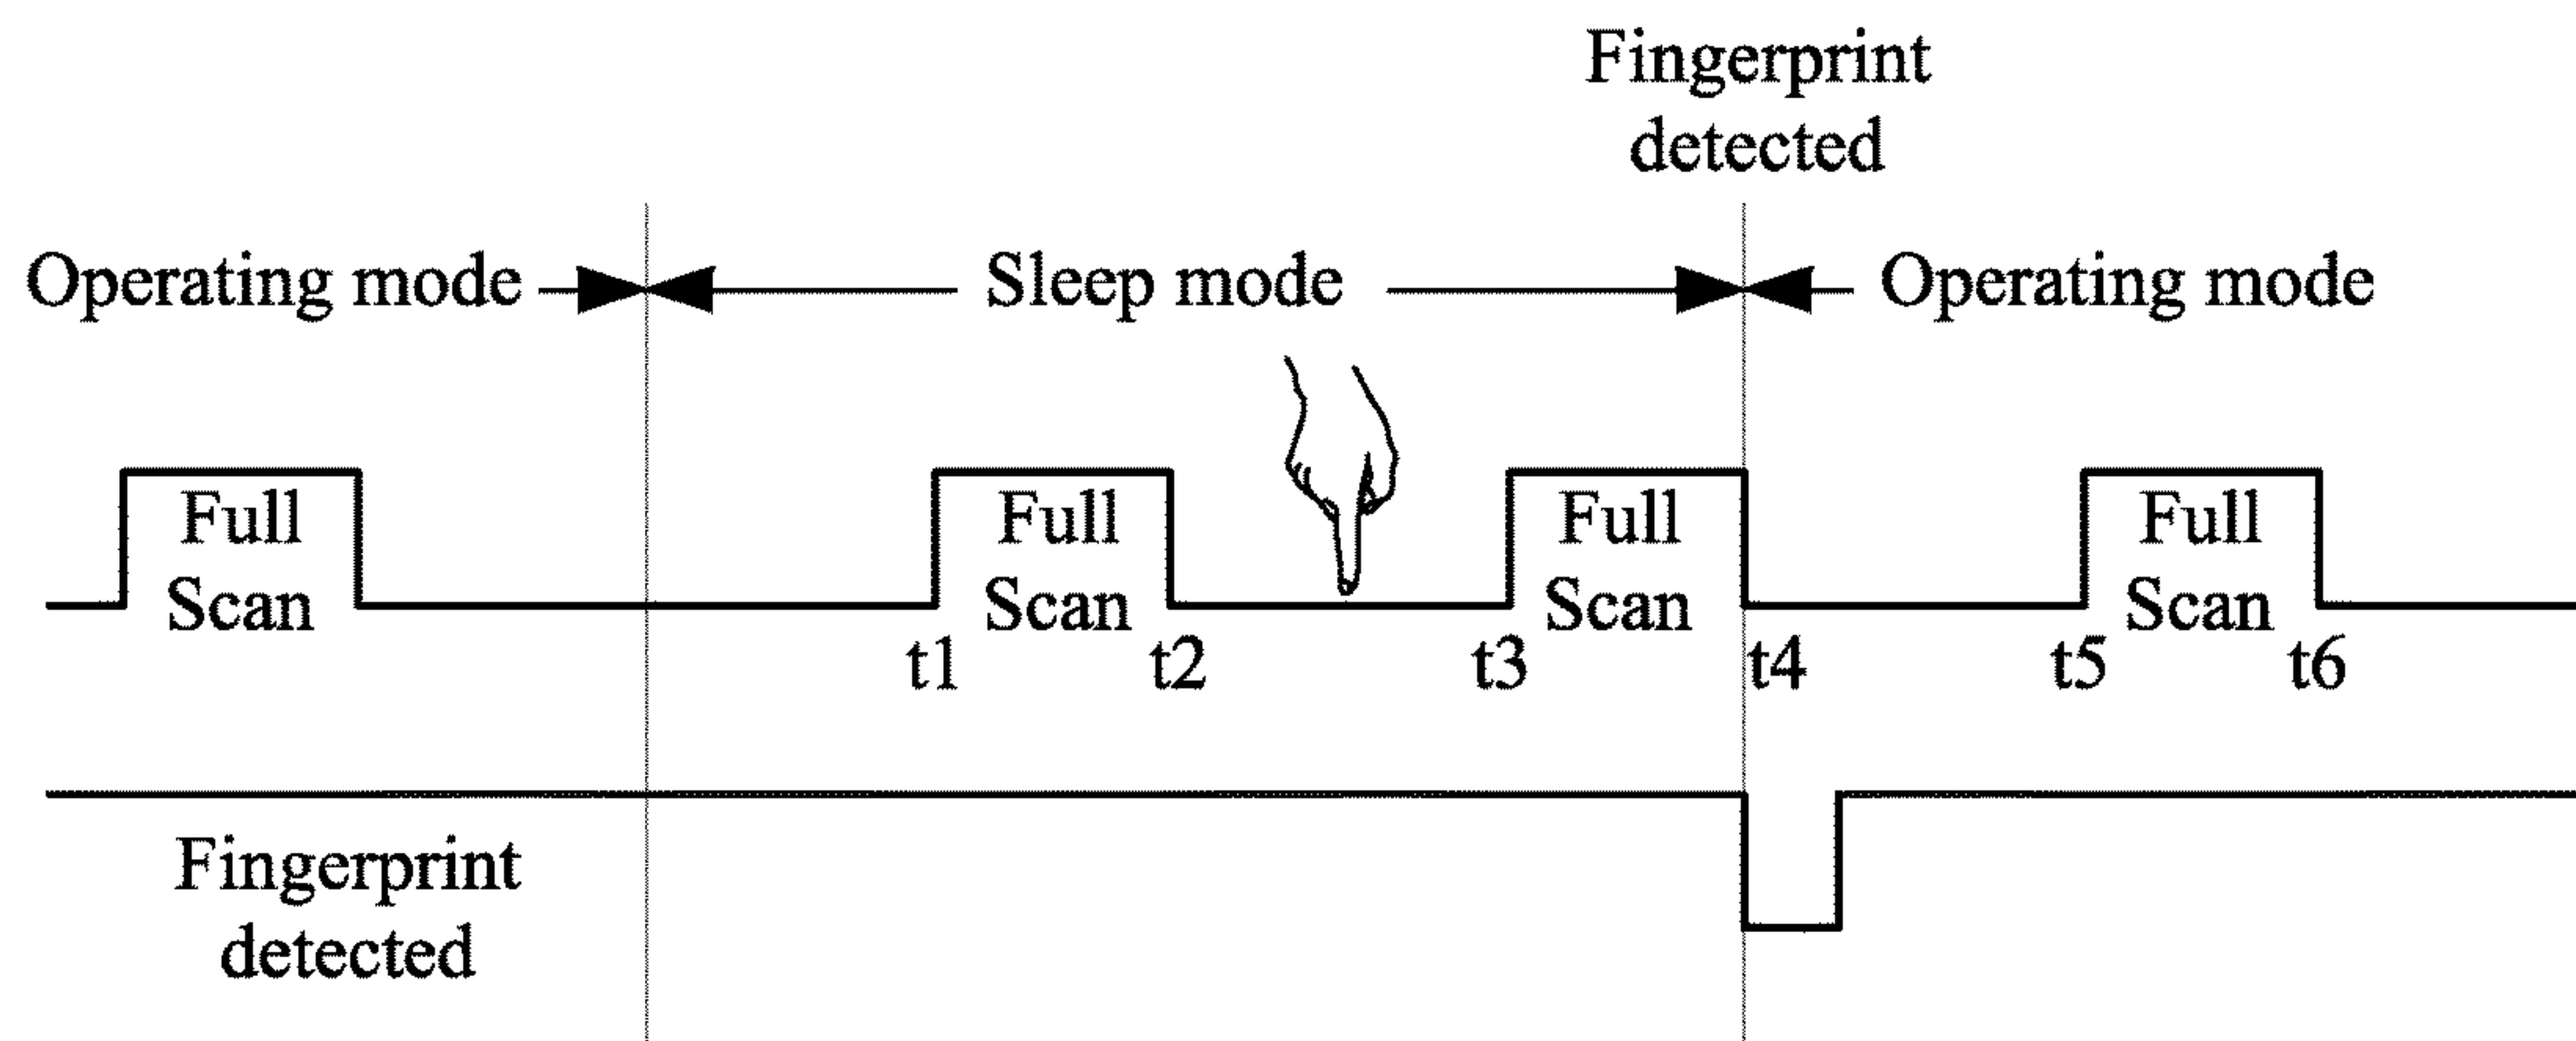 Fingerprint
detected
Operating mode
Sleep mode
Operating mode
Full
Scan
Full
Scan
Full
Scan
Full
Scan
t1
t2
t3
t4
t5
t6
Fingerprint
detected